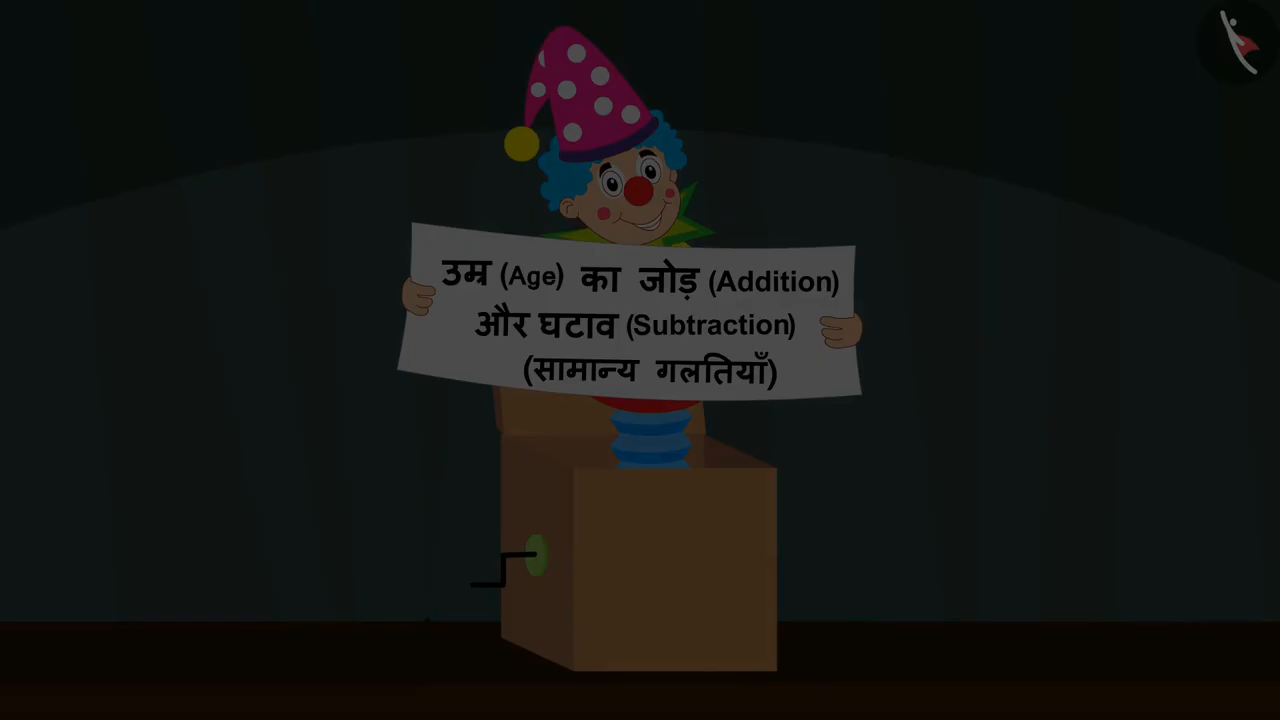 उम्र (Age) का जोड़ (Addition)
और घटाव (Subtraction)
(सामान्य गलतियाँ)